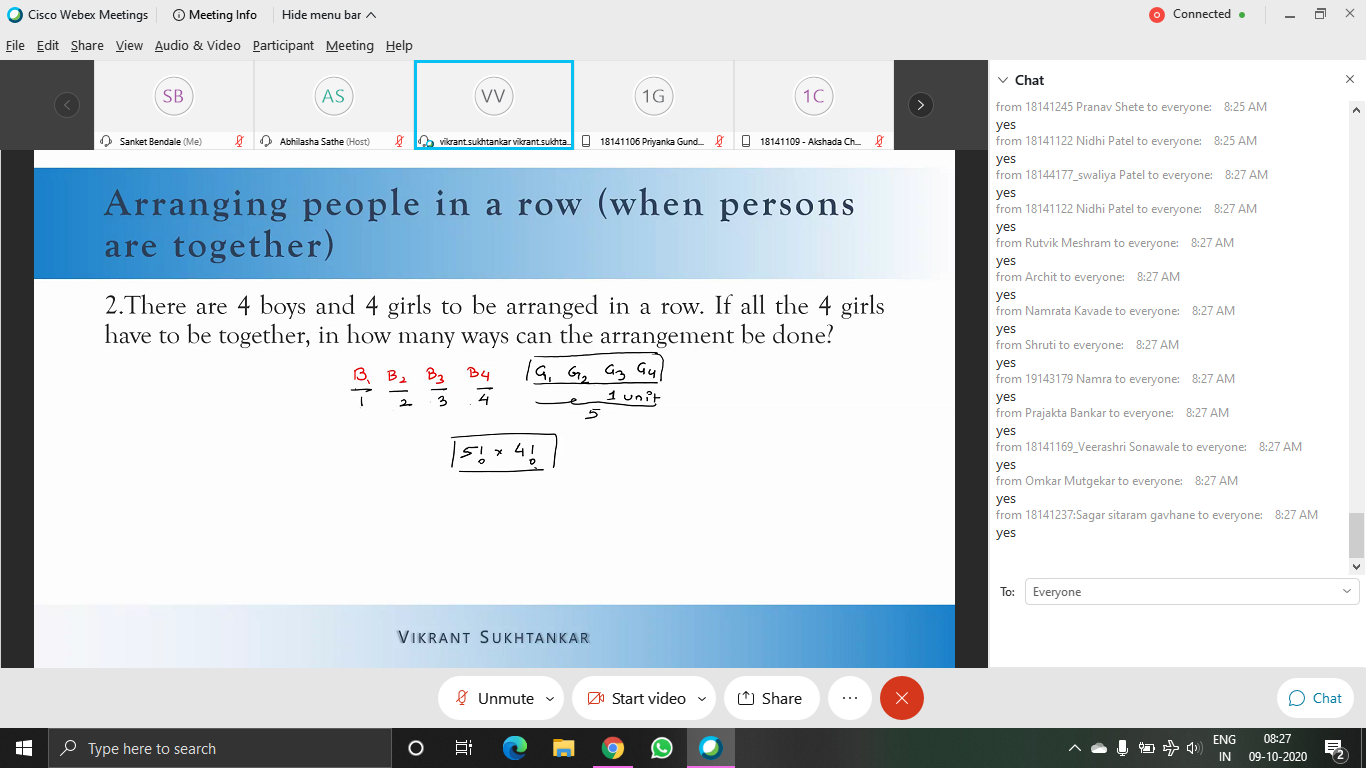 Cisco Webex Meetings Meeting Info Hide menu bar Connected
File Edit Share View Audio & Video Participant Meeting Help
SB AS VV 1G 1C
Sanket Bendale (Me) Abhilasha Sathe (Host) vikrant.sukhtankar vikrant.sukhta... 18141106 Priyanka Gund... 18141109 - Akshada Ch...
Arranging people in a row (when persons
are together)
2.There are 4 boys and 4 girls to be arranged in a row. If all the 4 girls
have to be together, in how many ways can the arrangement be done?
B1 B2 B3 B4 G1 G2 G3 G4
1 2 3 4 1 unit
5
5! × 4!
VIKRANT SUKHTANKAR
Chat
from 18141245 Pranav Shete to everyone: 8:25 AM
yes
from 18141122 Nidhi Patel to everyone: 8:25 AM
yes
from 18144177_swaliya Patel to everyone: 8:27 AM
yes
from 18141122 Nidhi Patel to everyone: 8:27 AM
yes
from Rutvik Meshram to everyone: 8:27 AM
yes
from Archit to everyone: 8:27 AM
yes
from Namrata Kavade to everyone: 8:27 AM
yes
from Shruti to everyone: 8:27 AM
yes
from 19143179 Namra to everyone: 8:27 AM
yes
from Prajakta Bankar to everyone: 8:27 AM
yes
from 18141169_Veerashri Sonawale to everyone: 8:27 AM
yes
from Omkar Mutgekar to everyone: 8:27 AM
yes
from 18141237:Sagar sitaram gavhane to everyone: 8:27 AM
yes
To: Everyone
Unmute Start video Share Chat
Type here to search
ENG 08:27
IN 09-10-2020 2